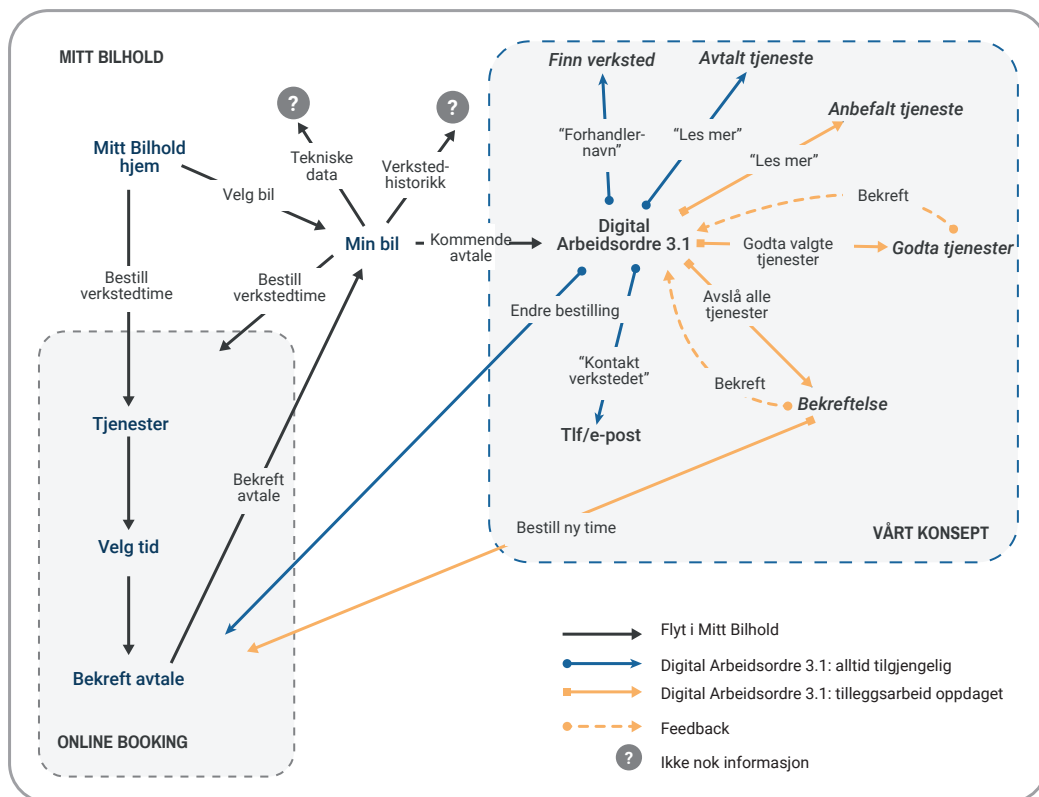 MITT BILHOLD
Finn verksted
Avtalt tjeneste
?
?
Anbefalt tjeneste
Mitt Bilhold
hjem
Tekniske
data
Verksted-
historikk
“Forhandler-
navn”
“Les mer”
“Les mer”
Velg bil
Bekreft
Min bil
Kommende
avtale
Digital
Arbeidsordre 3.1
Godta valgte
tjenester
Godta tjenester
Bestill
verkstedtime
Bestill
verkstedtime
Endre bestilling
Avslå alle
tjenester
“Kontakt
verkstedet”
Bekreft
Bekreftelse
Tjenester
Tlf/e-post
Bekreft
avtale
Bestill ny time
VÅRT KONSEPT
Velg tid
Bekreft avtale
ONLINE BOOKING
Flyt i Mitt Bilhold
Digital Arbeidsordre 3.1: alltid tilgjengelig
Digital Arbeidsordre 3.1: tilleggsarbeid oppdaget
Feedback
? Ikke nok informasjon